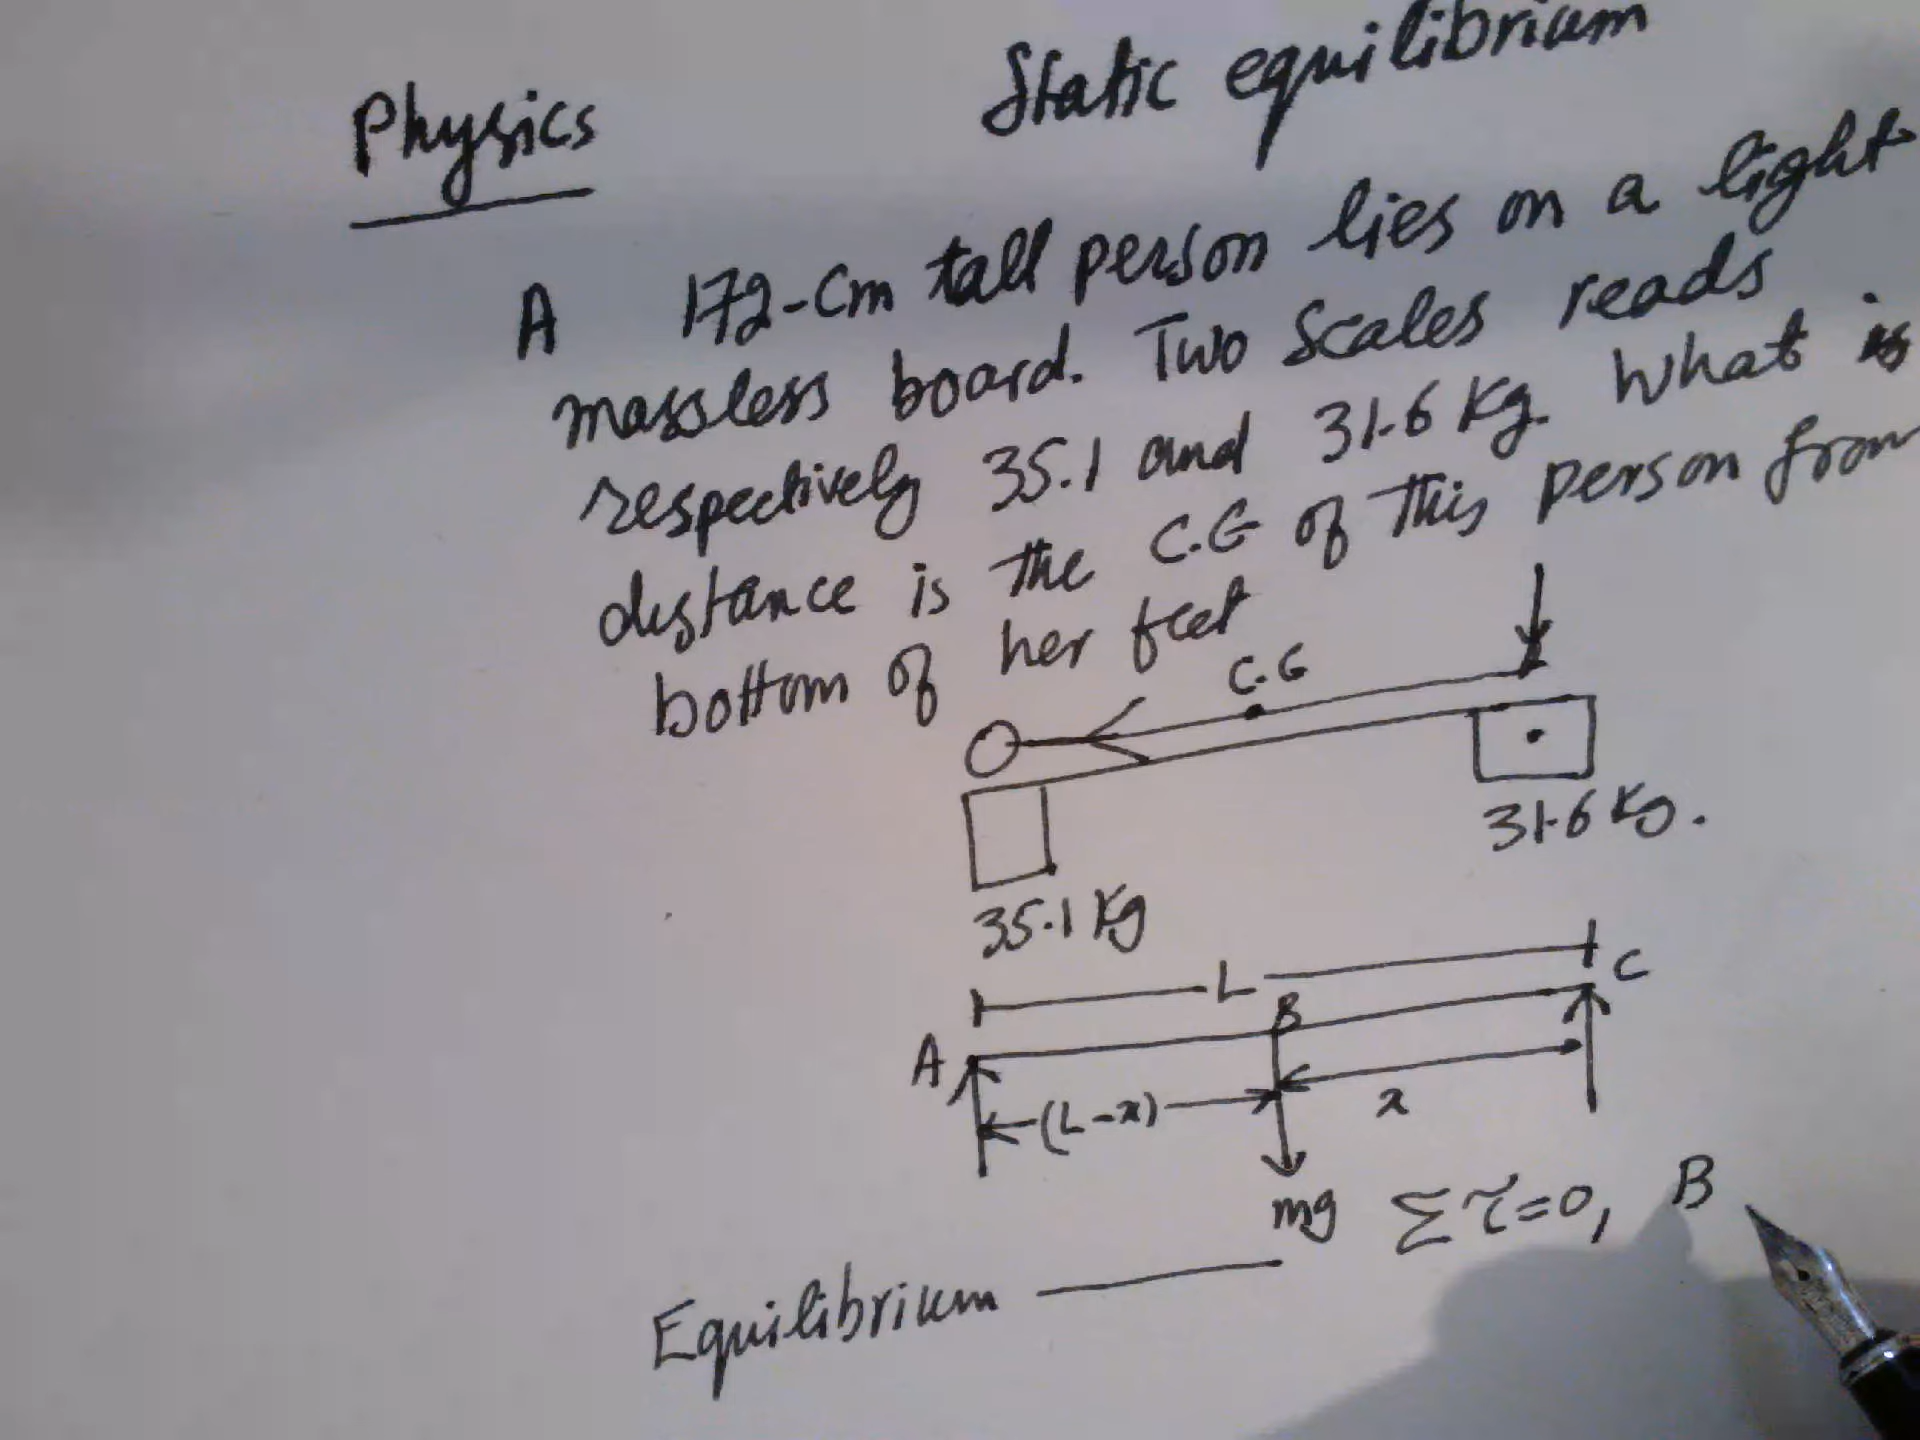 Physics
Static equilibrium
A 172-cm tall person lies on a light
massless board. Two scales reads
respectively 35.1 and 31.6 Kg. What is
distance is the C.G of this person from
bottom of her feet
C.G
31.6 Kg.
35.1 Kg
L
C
B
A
(L-x)
x
mg
Στ=0, B
Equilibrium